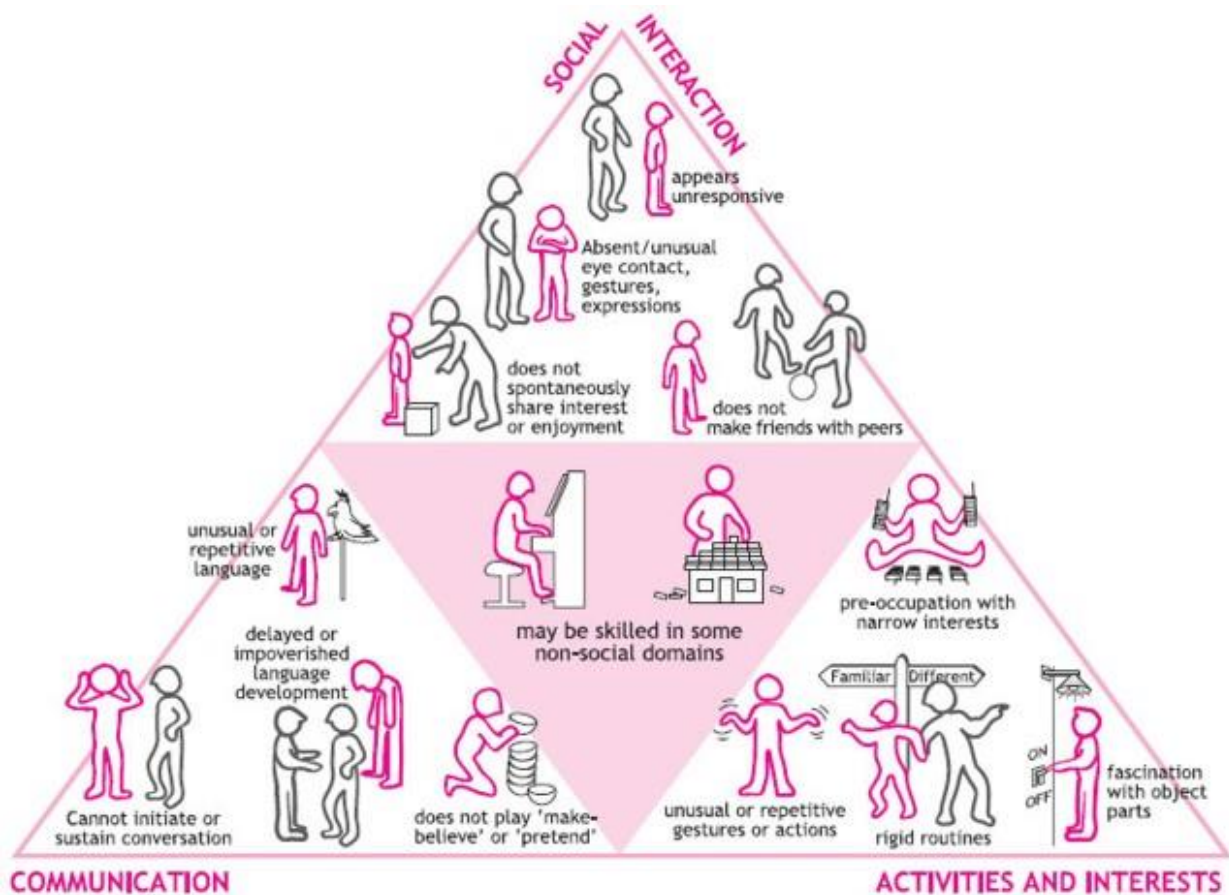 SOCIAL
INTERACTION
appears
unresponsive
Absent/unusual
eye contact,
gestures,
expressions
does not
spontaneously
share interest
or enjoyment
does not
make friends with peers
unusual or
repetitive
language
may be skilled in some
non-social domains
pre-occupation with
narrow interests
delayed or
impoverished
language
development
Cannot initiate or
sustain conversation
does not play 'make-
believe' or 'pretend'
unusual or repetitive
gestures or actions
Familiar
Different
rigid routines
ON
OFF
fascination
with object
parts
COMMUNICATION
ACTIVITIES AND INTERESTS